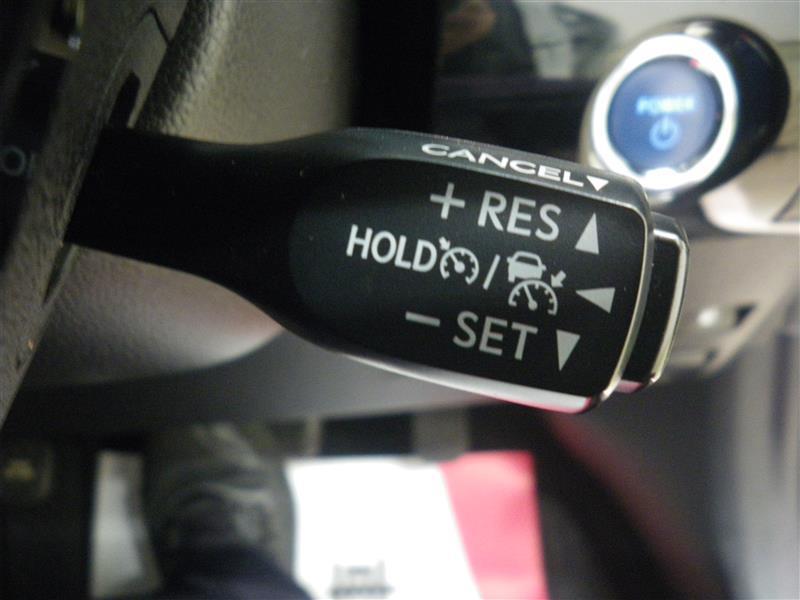 CANCEL
+ RES
HOLD /
- SET
POWER